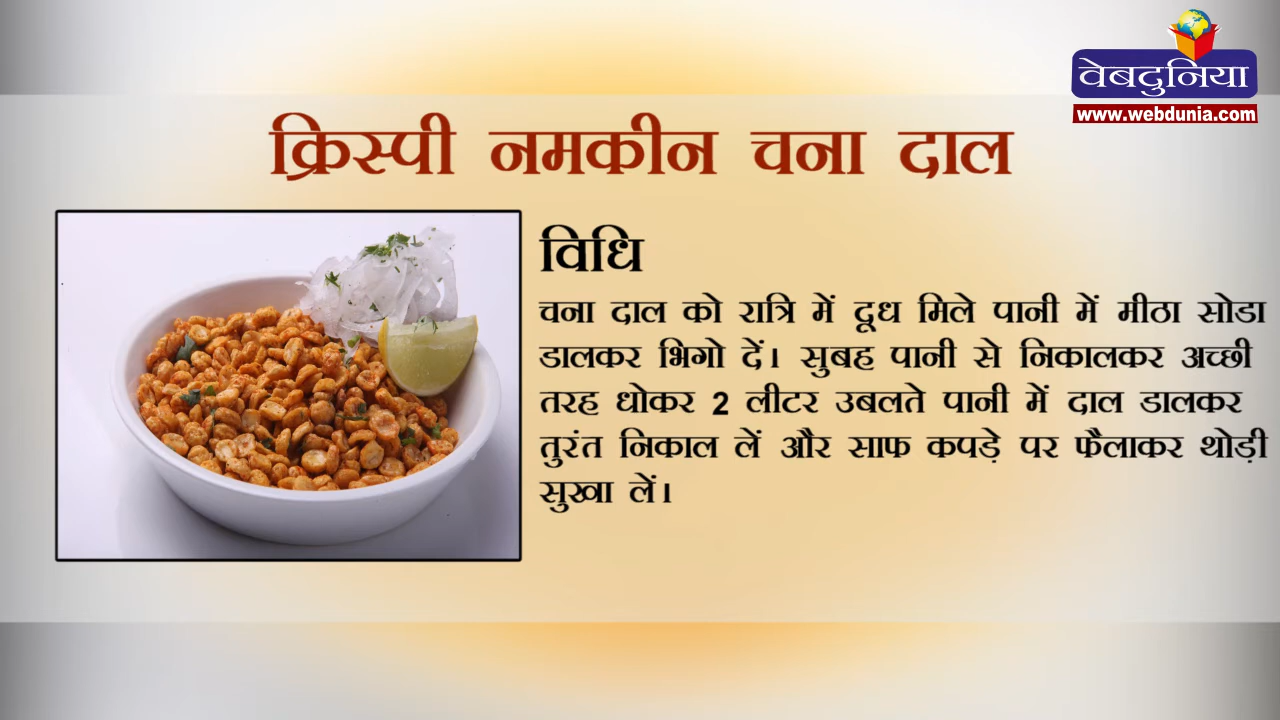 वेबदुनिया
www.webdunia.com
क्रिस्पी नमकीन चना दाल
विधि
चना दाल को रात्रि में दूध मिले पानी में मीठा सोडा
डालकर भिगो दें। सुबह पानी से निकालकर अच्छी
तरह धोकर 2 लीटर उबलते पानी में दाल डालकर
तुरंत निकाल लें और साफ कपड़े पर फैलाकर थोड़ी
सुखा लें।